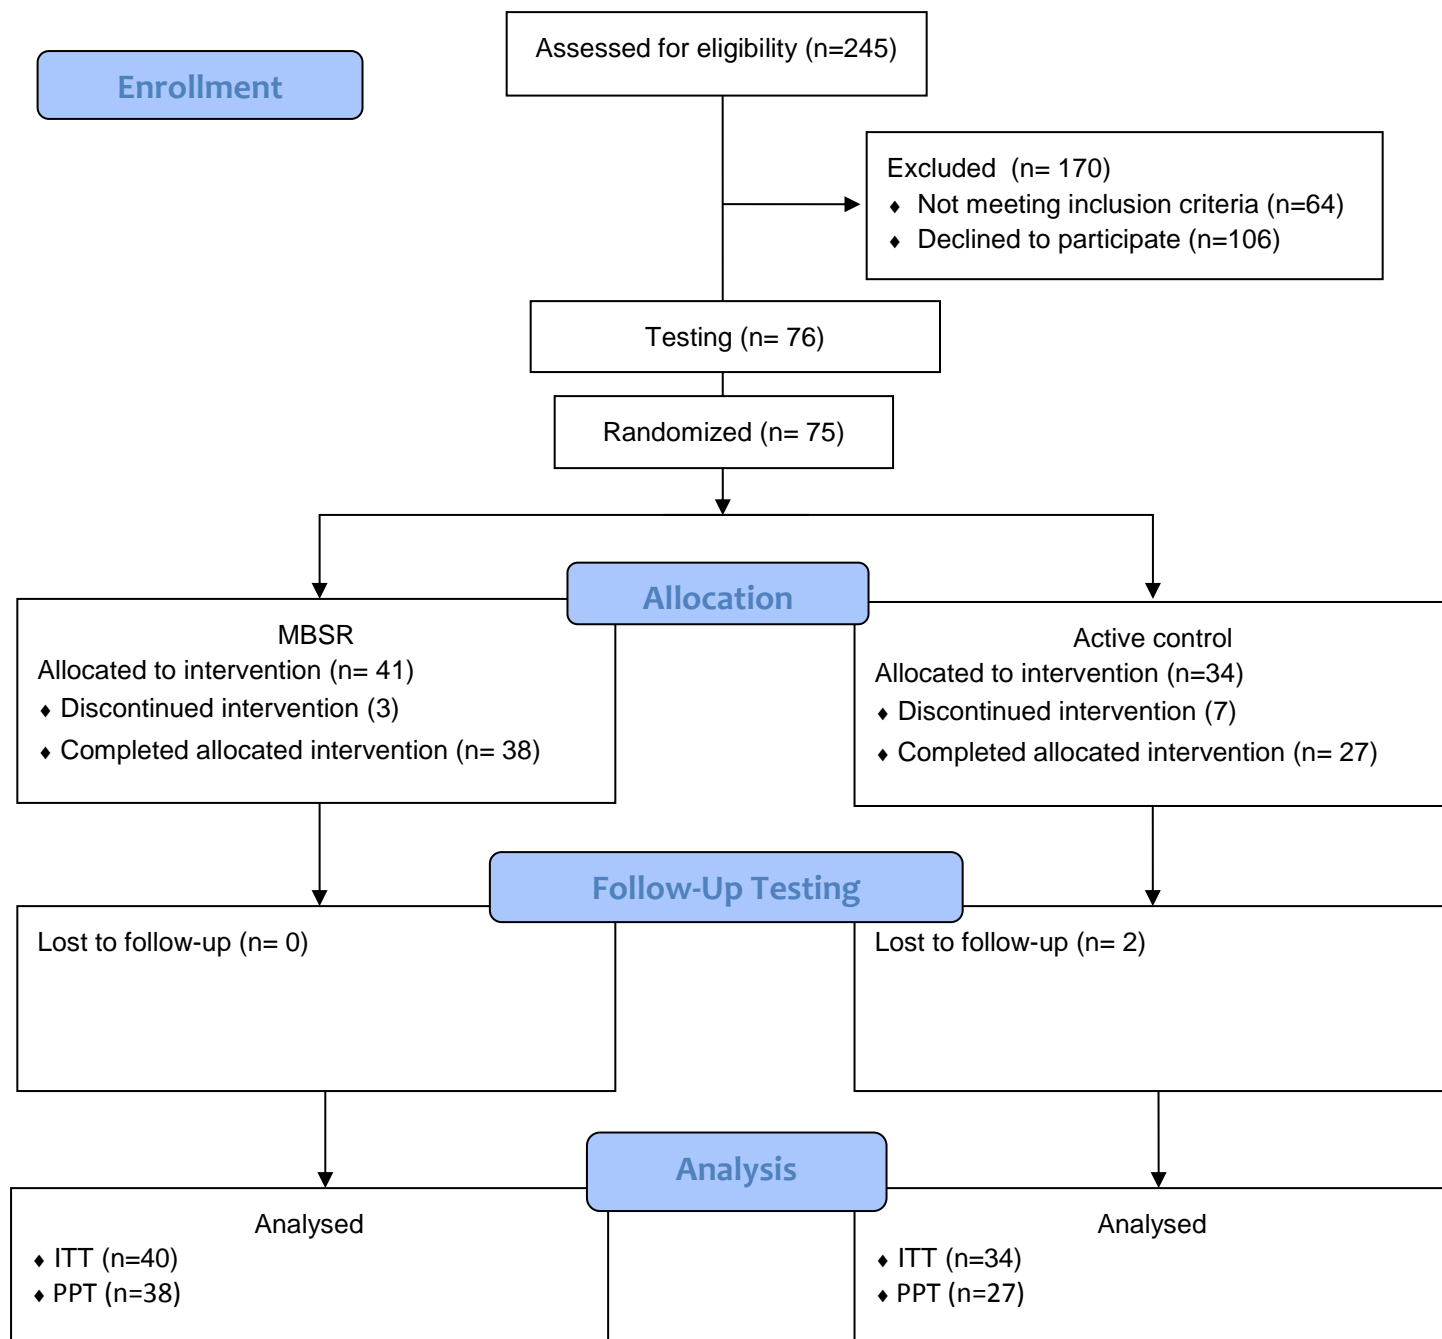 Enrollment
Assessed for eligibility (n=245)
Excluded  (n= 170)
♦ Not meeting inclusion criteria (n=64)
♦ Declined to participate (n=106)
Testing (n= 76)
Randomized (n= 75)
Allocation
MBSR
Allocated to intervention (n= 41)
♦ Discontinued intervention (3)
♦ Completed allocated intervention (n= 38)
Active control
Allocated to intervention (n=34)
♦ Discontinued intervention (7)
♦ Completed allocated intervention (n= 27)
Follow-Up Testing
Lost to follow-up (n= 0)
Lost to follow-up (n= 2)
Analysis
Analysed
♦ ITT (n=40)
♦ PPT (n=38)
Analysed
♦ ITT (n=34)
♦ PPT (n=27)